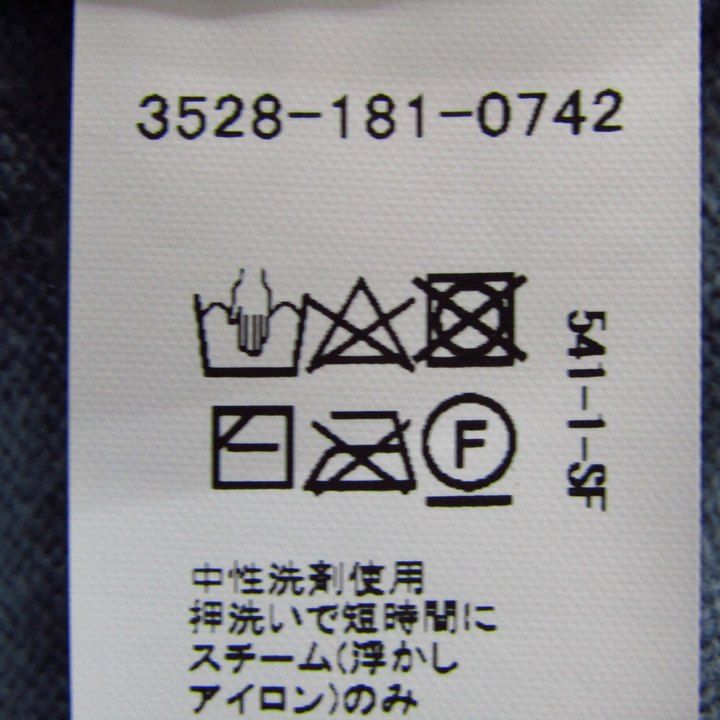 3528-181-0742
541-1-SF
F
中性洗剤使用
押洗いで短時間に
スチーム(浮かし
アイロン)のみ